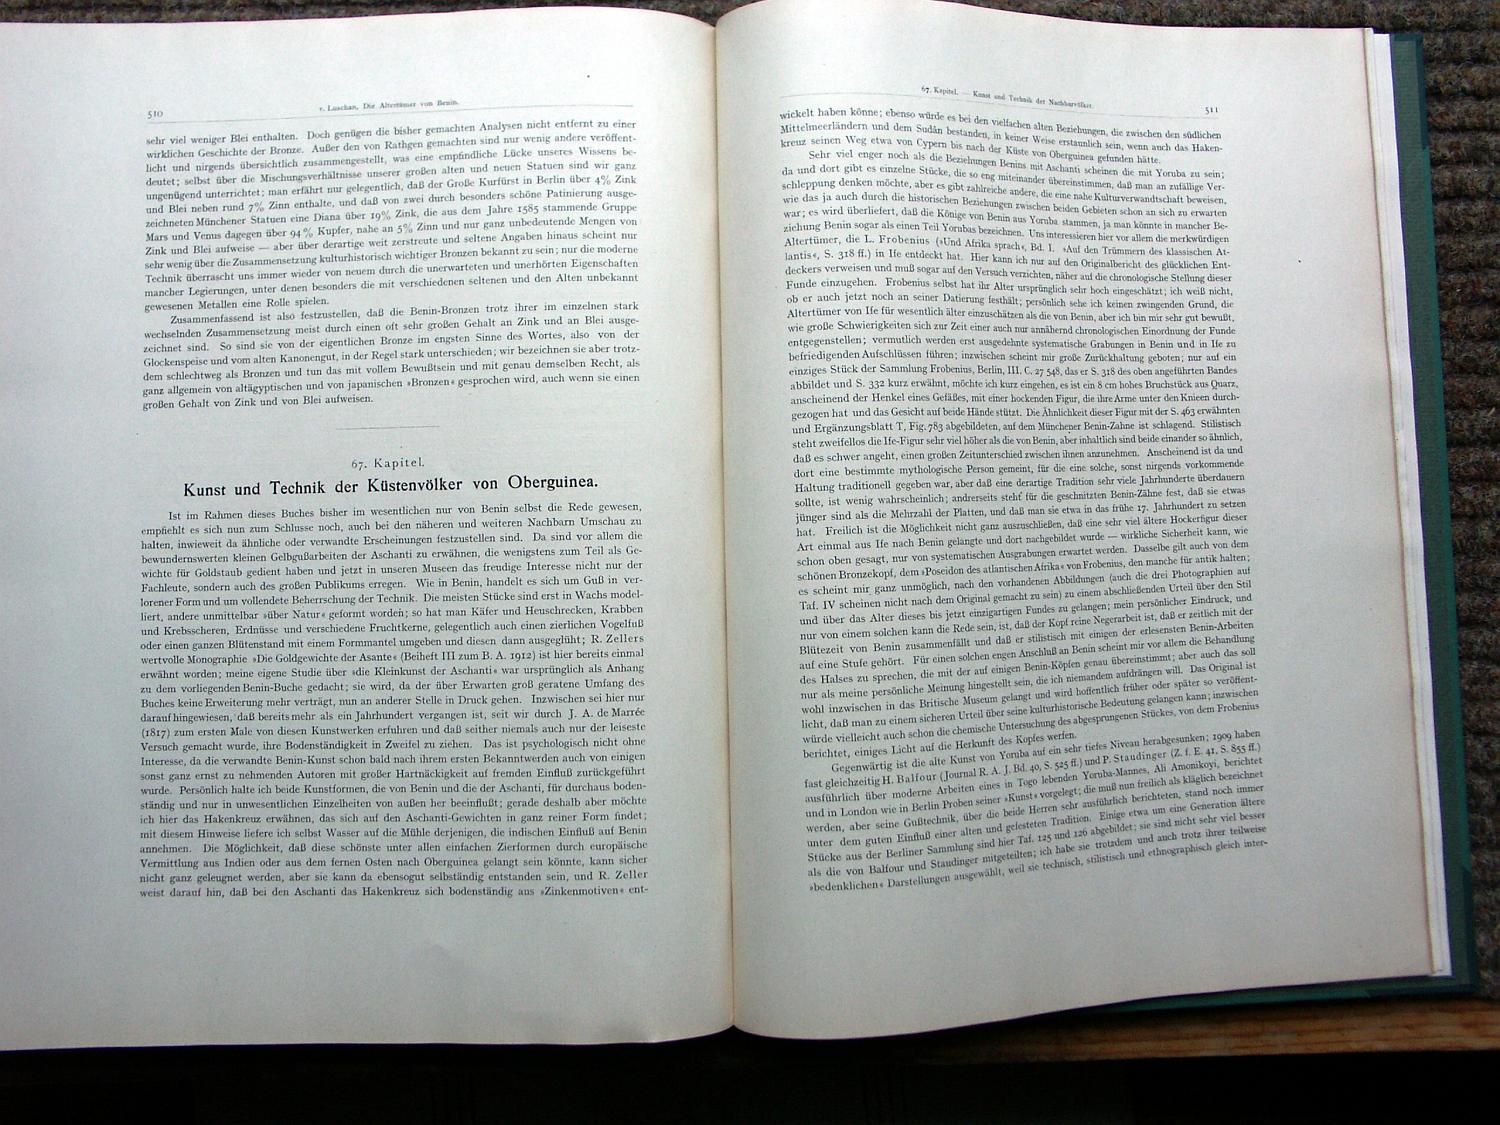 510
v. Luschan, Die Altertümer von Benin.
sehr viel weniger Blei enthalten. Doch genügen die bisher gemachten Analysen nicht entfernt zu einer
wirklichen Geschichte der Bronze. Außer den von Rathgen gemachten sind nur wenig andere veröffent-
licht und nirgends übersichtlich zusammengestellt, was eine empfindliche Lücke unseres Wissens be-
deutet; selbst über die Mischungsverhältnisse unserer großen alten und neuen Statuen sind wir ganz
ungenügend unterrichtet; man erfährt nur gelegentlich, daß der Große Kurfürst in Berlin über 4% Zink
und Blei neben rund 7% Zinn enthalte, und daß von zwei durch besonders schöne Patinierung ausge-
zeichneten Münchener Statuen eine Diana über 19% Zink, die aus dem Jahre 1585 stammende Gruppe
Mars und Venus dagegen über 94% Kupfer, nahe an 5% Zinn und nur ganz unbedeutende Mengen von
Zink und Blei aufweise — aber über derartige weit zerstreute und seltene Angaben hinaus scheint nur
sehr wenig über die Zusammensetzung kulturhistorisch wichtiger Bronzen bekannt zu sein; nur die moderne
Technik überrascht uns immer wieder von neuem durch die unerwarteten und unerhörten Eigenschaften
mancher Legierungen, unter denen besonders die mit verschiedenen seltenen und den Alten unbekannt
gewesenen Metallen eine Rolle spielen.
Zusammenfassend ist also festzustellen, daß die Benin-Bronzen trotz ihrer im einzelnen stark
wechselnden Zusammensetzung meist durch einen oft sehr großen Gehalt an Zink und an Blei ausge-
zeichnet sind. So sind sie von der eigentlichen Bronze im engsten Sinne des Wortes, also von der
Glockenspeise und vom alten Kanonengut, in der Regel stark unterschieden; wir bezeichnen sie aber trotz-
dem schlechtweg als Bronzen und tun das mit vollem Bewußtsein und mit genau demselben Recht, als
ganz allgemein von altägyptischen und von japanischen »Bronzen« gesprochen wird, auch wenn sie einen
großen Gehalt von Zink und von Blei aufweisen.
67. Kapitel.
Kunst und Technik der Küstenvölker von Oberguinea.
Ist im Rahmen dieses Buches bisher im wesentlichen nur von Benin selbst die Rede gewesen,
empfiehlt es sich nun zum Schlusse noch, auch bei den näheren und weiteren Nachbarn Umschau zu
halten, inwieweit da ähnliche oder verwandte Erscheinungen festzustellen sind. Da sind vor allem die
bewundernswerten kleinen Gelbgußarbeiten der Aschanti zu erwähnen, die wenigstens zum Teil als Ge-
wichte für Goldstaub gedient haben und jetzt in unseren Museen das freudige Interesse nicht nur der
Fachleute, sondern auch des großen Publikums erregen. Wie in Benin, handelt es sich um Guß in ver-
lorener Form und um vollendete Beherrschung der Technik. Die meisten Stücke sind erst in Wachs model-
liert, andere unmittelbar »über Natur« geformt worden; so hat man Käfer und Heuschrecken, Krabben
und Krebsscheren, Erdnüsse und verschiedene Fruchtkerne, gelegentlich auch einen zierlichen Vogelfuß
oder einen ganzen Blütenstand mit einem Formmantel umgeben und diesen dann ausgeglüht; R. Zellers
wertvolle Monographie »Die Goldgewichte der Asante« (Beiheft III zum B. A. 1912) ist hier bereits einmal
erwähnt worden; meine eigene Studie über »die Kleinkunst der Aschanti« war ursprünglich als Anhang
zu dem vorliegenden Benin-Buche gedacht; sie wird, da der über Erwarten groß geratene Umfang des
Buches keine Erweiterung mehr verträgt, nun an anderer Stelle in Druck gehen. Inzwischen sei hier nur
darauf hingewiesen, daß bereits mehr als ein Jahrhundert vergangen ist, seit wir durch J. A. de Marrée
(1817) zum ersten Male von diesen Kunstwerken erfuhren und daß seither niemals auch nur der leiseste
Versuch gemacht wurde, ihre Bodenständigkeit in Zweifel zu ziehen. Das ist psychologisch nicht ohne
Interesse, da die verwandte Benin-Kunst schon bald nach ihrem ersten Bekanntwerden auch von einigen
sonst ganz ernst zu nehmenden Autoren mit großer Hartnäckigkeit auf fremden Einfluß zurückgeführt
wurde. Persönlich halte ich beide Kunstformen, die von Benin und die der Aschanti, für durchaus boden-
ständig und nur in unwesentlichen Einzelheiten von außen her beeinflußt; gerade deshalb aber möchte
ich hier das Hakenkreuz erwähnen, das sich auf den Aschanti-Gewichten in ganz reiner Form findet;
mit diesem Hinweise liefere ich selbst Wasser auf die Mühle derjenigen, die indischen Einfluß auf Benin
annehmen. Die Möglichkeit, daß diese schönste unter allen einfachen Zierformen durch europäische
Vermittlung aus Indien oder aus dem fernen Osten nach Oberguinea gelangt sein könnte, kann sicher
nicht ganz geleugnet werden, aber sie kann da ebensogut selbständig entstanden sein, und R. Zeller
weist darauf hin, daß bei den Aschanti das Hakenkreuz sich bodenständig aus »Zinkenmotiven« ent-
67. Kapitel. — Kunst und Technik der Nachbarvölker.
511
wickelt haben könne; ebenso würde es bei den vielfachen alten Beziehungen, die zwischen den südlichen
Mittelmeerländern und dem Sudân bestanden, in keiner Weise erstaunlich sein, wenn auch das Haken-
kreuz seinen Weg etwa von Cypern bis nach der Küste von Oberguinea gefunden hätte.
Sehr viel enger noch als die Beziehungen Benins mit Aschanti scheinen die mit Yoruba zu sein;
da und dort gibt es einzelne Stücke, die so eng miteinander übereinstimmen, daß man an zufällige Ver-
schleppung denken möchte, aber es gibt zahlreiche andere, die eine nahe Kulturverwandtschaft beweisen,
wie das ja auch durch die historischen Beziehungen zwischen beiden Gebieten schon an sich zu erwarten
war; es wird überliefert, daß die Könige von Benin aus Yoruba stammen, ja man könnte in mancher Be-
ziehung Benin sogar als einen Teil Yorubas bezeichnen. Uns interessieren hier vor allem die merkwürdigen
Altertümer, die L. Frobenius (»Und Afrika sprach«, Bd. I. »Auf den Trümmern des klassischen At-
lantis«, S. 318 ff.) in Ife entdeckt hat. Hier kann ich nur auf den Originalbericht des glücklichen Ent-
deckers verweisen und muß sogar auf den Versuch verzichten, näher auf die chronologische Stellung dieser
Funde einzugehen. Frobenius selbst hat ihr Alter ursprünglich sehr hoch eingeschätzt; ich weiß nicht,
ob er auch jetzt noch an seiner Datierung festhält; persönlich sehe ich keinen zwingenden Grund, die
Altertümer von Ife für wesentlich älter einzuschätzen als die von Benin, aber ich bin mir sehr gut bewußt,
wie große Schwierigkeiten sich zur Zeit einer auch nur annähernd chronologischen Einordnung der Funde
entgegenstellen; vermutlich werden erst ausgedehnte systematische Grabungen in Benin und in Ife zu
befriedigenden Aufschlüssen führen; inzwischen scheint mir große Zurückhaltung geboten; nur auf ein
einziges Stück der Sammlung Frobenius, Berlin, III. C. 27 548, das er S. 318 des oben angeführten Bandes
abbildet und S. 332 kurz erwähnt, möchte ich kurz eingehen, es ist ein 8 cm hohes Bruchstück aus Quarz,
anscheinend der Henkel eines Gefäßes, mit einer hockenden Figur, die ihre Arme unter den Knieen durch-
gezogen hat und das Gesicht auf beide Hände stützt. Die Ähnlichkeit dieser Figur mit der S. 463 erwähnten
und Ergänzungsblatt T, Fig. 783 abgebildeten, auf dem Münchener Benin-Zahne ist schlagend. Stilistisch
steht zweifellos die Ife-Figur sehr viel höher als die von Benin, aber inhaltlich sind beide einander so ähnlich,
daß es schwer angeht, einen großen Zeitunterschied zwischen ihnen anzunehmen. Anscheinend ist da und
dort eine bestimmte mythologische Person gemeint, für die eine solche, sonst nirgends vorkommende
Haltung traditionell gegeben war, aber daß eine derartige Tradition sehr viele Jahrhunderte überdauern
sollte, ist wenig wahrscheinlich; andrerseits steht für die geschnitzten Benin-Zähne fest, daß sie etwas
jünger sind als die Mehrzahl der Platten, und daß man sie etwa in das frühe 17. Jahrhundert zu setzen
hat. Freilich ist die Möglichkeit nicht ganz auszuschließen, daß eine sehr viel ältere Hockerfigur dieser
Art einmal aus Ife nach Benin gelangte und dort nachgebildet wurde — wirkliche Sicherheit kann, wie
schon oben gesagt, nur von systematischen Ausgrabungen erwartet werden. Dasselbe gilt auch von dem
schönen Bronzekopf, dem »Poseidon des atlantischen Afrika« von Frobenius, den manche für antik halten;
es scheint mir ganz unmöglich, nach den vorhandenen Abbildungen (auch die drei Photographien auf
Taf. IV scheinen nicht nach dem Original gemacht zu sein) zu einem abschließenden Urteil über den Stil
und über das Alter dieses bis jetzt einzigartigen Fundes zu gelangen; mein persönlicher Eindruck, und
nur von einem solchen kann die Rede sein, ist, daß der Kopf reine Negerarbeit ist, daß er zeitlich mit der
Blütezeit von Benin zusammenfällt und daß er stilistisch mit einigen der erlesensten Benin-Arbeiten
auf eine Stufe gehört. Für einen solchen engen Anschluß an Benin scheint mir vor allem die Behandlung
des Halses zu sprechen, die mit der auf einigen Benin-Köpfen genau übereinstimmt; aber auch das soll
nur als meine persönliche Meinung hingestellt sein, die ich niemandem aufdrängen will. Das Original ist
wohl inzwischen in das Britische Museum gelangt und wird hoffentlich früher oder später so veröffent-
licht, daß man zu einem sicheren Urteil über seine kulturhistorische Bedeutung gelangen kann; inzwischen
würde vielleicht auch schon die chemische Untersuchung des abgesprungenen Stückes, von dem Frobenius
berichtet, einiges Licht auf die Herkunft des Kopfes werfen.
Gegenwärtig ist die alte Kunst von Yoruba auf ein sehr tiefes Niveau herabgesunken; 1909 haben
fast gleichzeitig H. Balfour (Journal R. A. J. Bd. 40, S. 525 ff.) und P. Staudinger (Z. f. E. 41, S. 855 ff.)
ausführlich über moderne Arbeiten eines in Togo lebenden Yoruba-Mannes, Ali Amonikoyi, berichtet
und in London wie in Berlin Proben seiner »Kunst« vorgelegt; die muß nun freilich als kläglich bezeichnet
werden, aber seine Gußtechnik, über die beide Herren sehr ausführlich berichteten, stand noch immer
unter dem guten Einfluß einer alten und gefesteten Tradition. Einige etwa um eine Generation ältere
Stücke aus der Berliner Sammlung sind hier Taf. 125 und 126 abgebildet; sie sind nicht sehr viel besser
als die von Balfour und Staudinger mitgeteilten; ich habe sie trotzdem und auch trotz ihrer teilweise
»bedenklichen« Darstellungen ausgewählt, weil sie technisch, stilistisch und ethnographisch gleich inter-